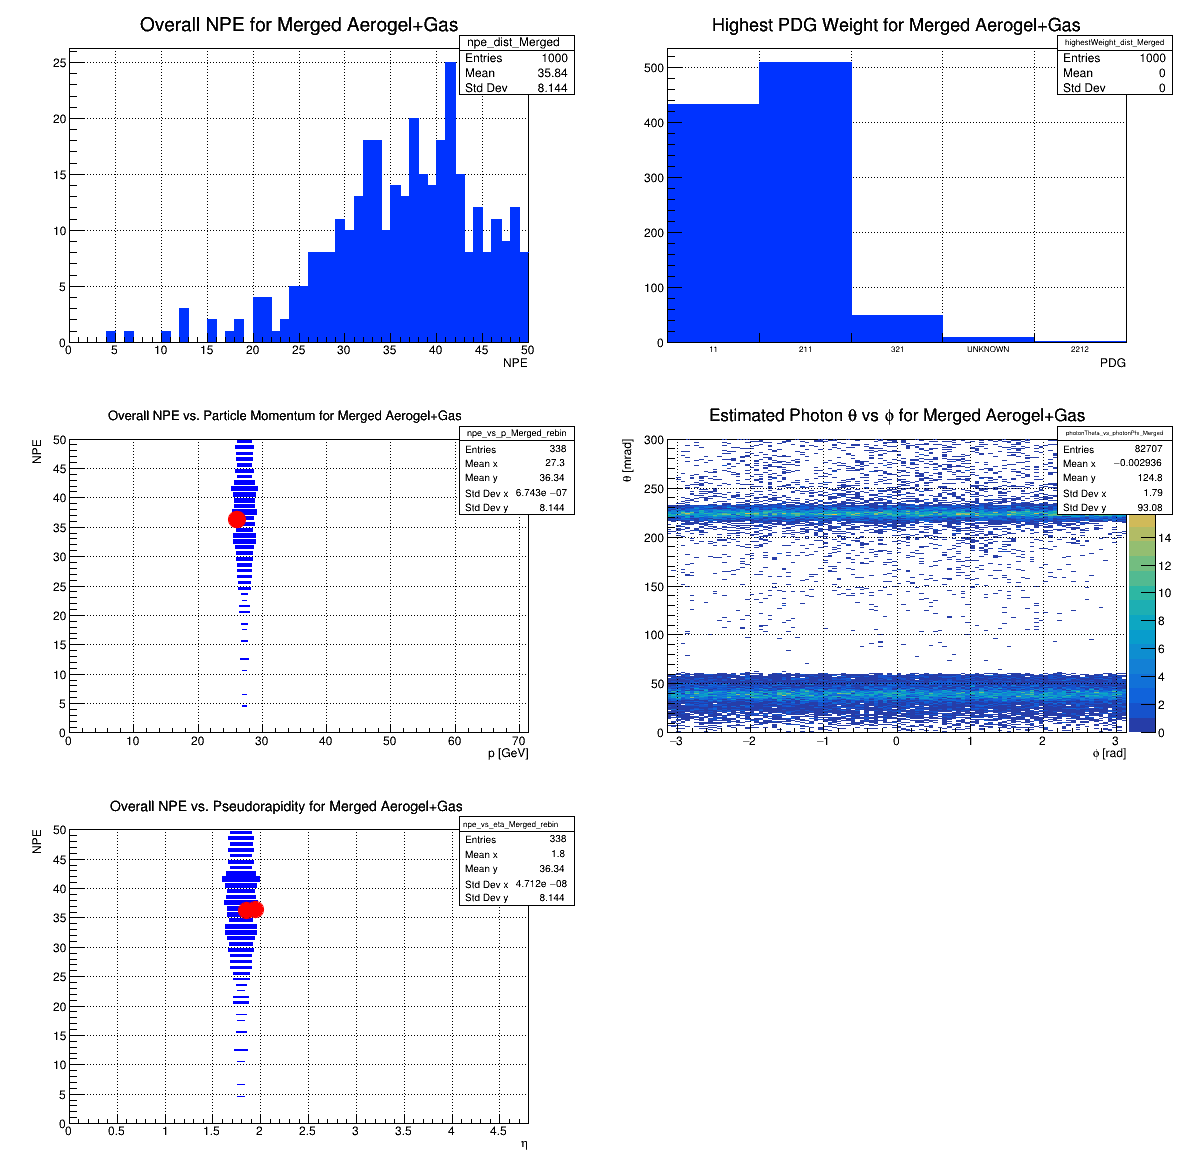 Overall NPE for Merged Aerogel+Gas
npe_dist_Merged
Entries 1000
Mean 35.84
Std Dev 8.144
25
20
15
10
5
0
0 5 10 15 20 25 30 35 40 45 50
NPE
Highest PDG Weight for Merged Aerogel+Gas
highestWeight_dist_Merged
Entries 1000
Mean 0
Std Dev 0
500
400
300
200
100
0
11 211 321 UNKNOWN 2212
PDG
Overall NPE vs. Particle Momentum for Merged Aerogel+Gas
NPE
npe_vs_p_Merged_rebin
Entries 338
Mean x 27.3
Mean y 36.34
Std Dev x 6.743e −07
Std Dev y 8.144
50
45
40
35
30
25
20
15
10
5
0
0 10 20 30 40 50 60 70
p [GeV]
Estimated Photon θ vs ϕ for Merged Aerogel+Gas
θ [mrad]
photonTheta_vs_photonPhi_Merged
Entries 82707
Mean x −0.002936
Mean y 124.8
Std Dev x 1.79
Std Dev y 93.08
300
250
200
150
100
50
0
−3 −2 −1 0 1 2 3
ϕ [rad]
14
12
10
8
6
4
2
0
Overall NPE vs. Pseudorapidity for Merged Aerogel+Gas
NPE
npe_vs_eta_Merged_rebin
Entries 338
Mean x 1.8
Mean y 36.34
Std Dev x 4.712e −08
Std Dev y 8.144
50
45
40
35
30
25
20
15
10
5
0
0 0.5 1 1.5 2 2.5 3 3.5 4 4.5
η